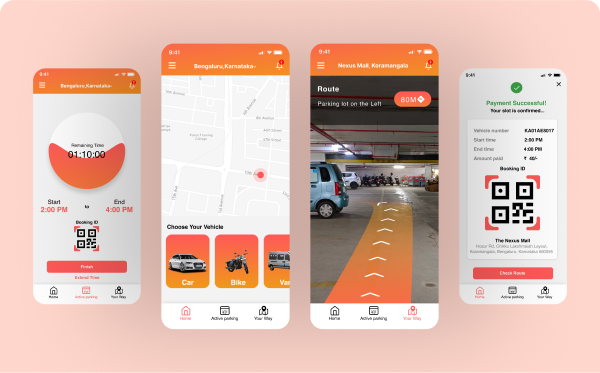 9:41
Bengaluru,Karnataka
Remaining Time
01:10:00
Start
to
End
2:00 PM
4:00 PM
Booking ID
Finish
Extend Time
Home
Active parking
Your Way
9:41
Bengaluru,Karnataka
Choose Your Vehicle
Car
Bike
Va
Home
Active parking
Your Way
9:41
Nexus Mall, Keramangala
Route
Parking lot on the Left
80M
Home
Active parking
Your Way
9:41
Payment Successful!
Your slot is confirmed...
Vehicle number
Start time
2:00 PM
End time
4:00 PM
Amount paid
₹ 40/-
Booking ID
The Nexus Mall
Koramangala, Bengaluru, Karnataka
Check Route
Home
Active parking
Your Way